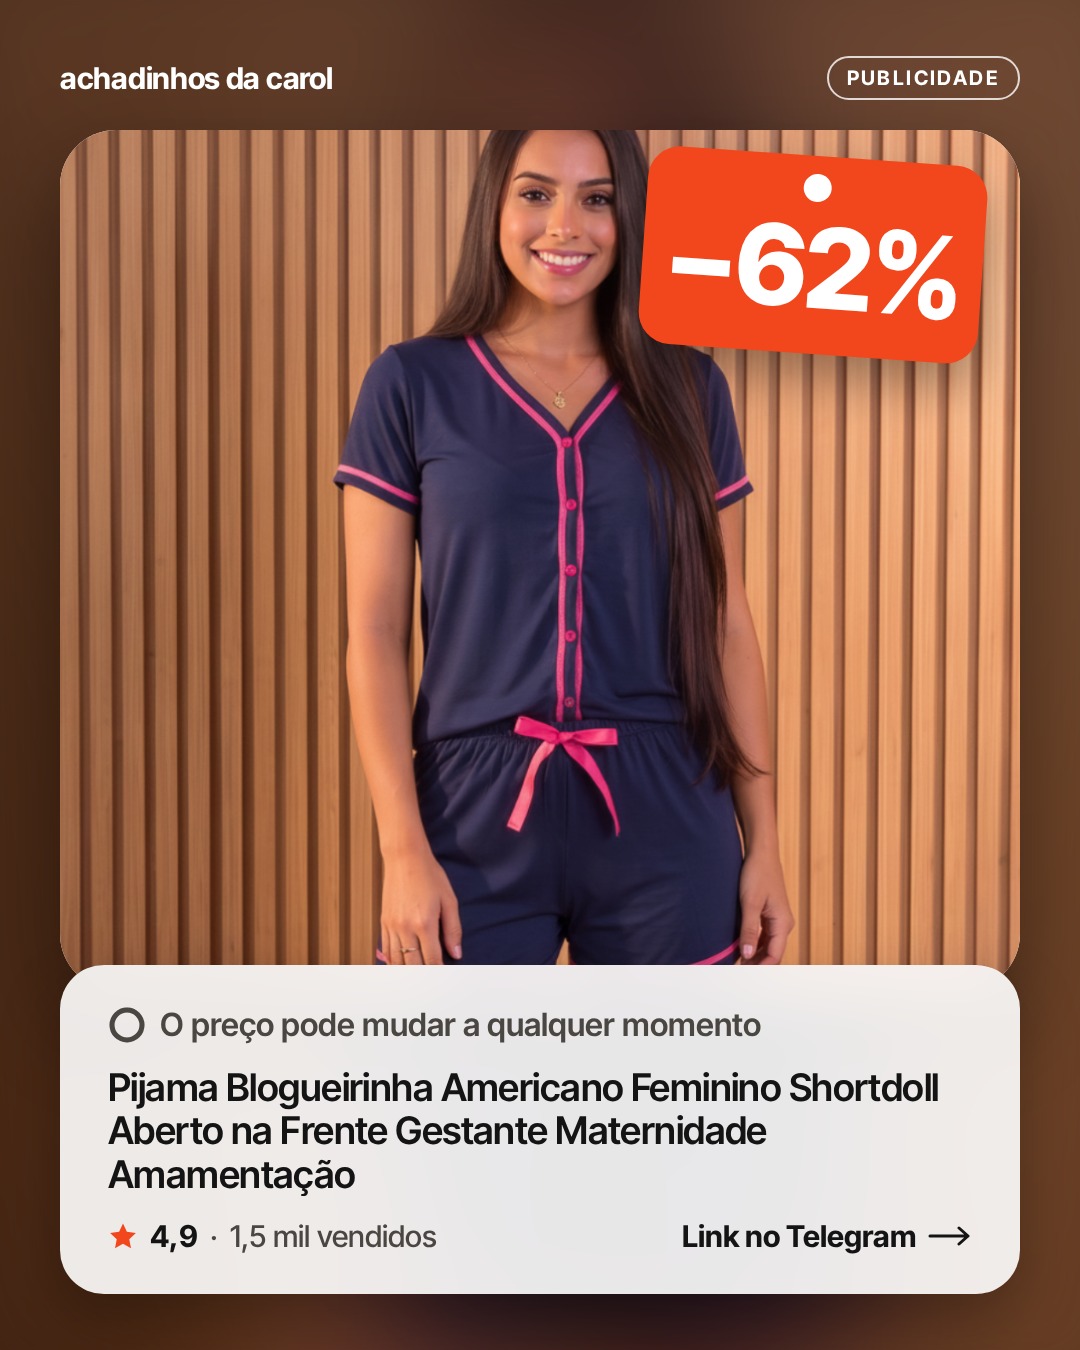 achadinhos da carol
PUBLICIDADE
–62%
O preço pode mudar a qualquer momento
Pijama Blogueirinha Americano Feminino Shortdoll
Aberto na Frente Gestante Maternidade
Amamentação
4,9 · 1,5 mil vendidos
Link no Telegram →